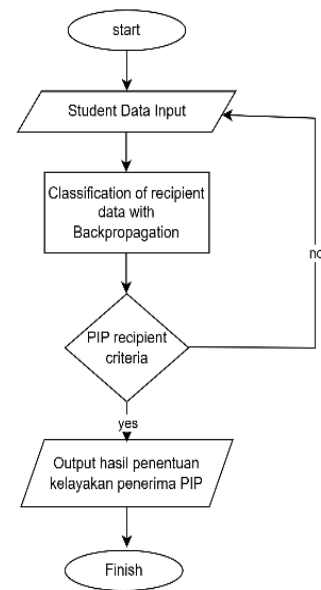 start
Student Data Input
Classification of recipient
data with
Backpropagation
no
PIP recipient
criteria
yes
Output hasil penentuan
kelayakan penerima PIP
Finish